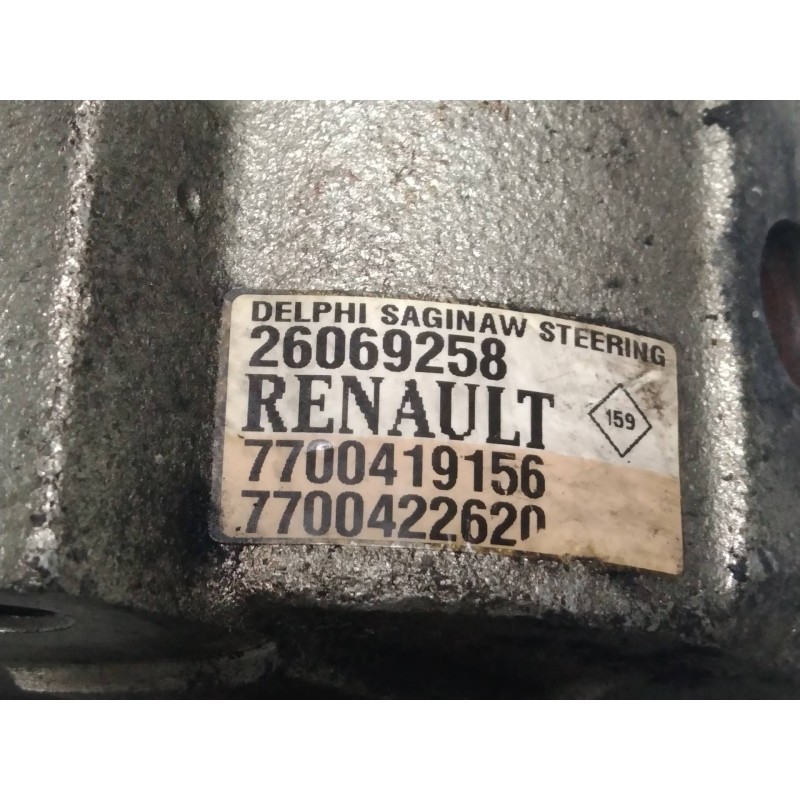 DELPHI SAGINAW STEERING
26069258
RENAULT
159
7700419156
7700422620